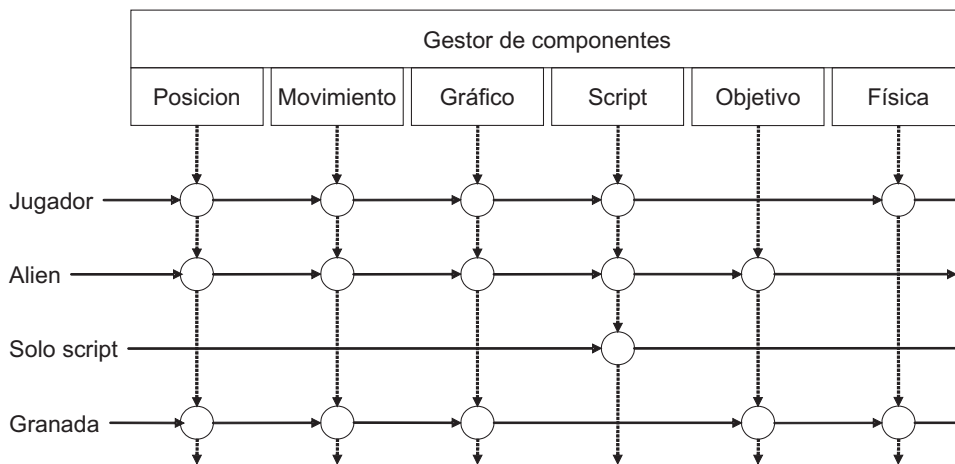 Gestor de componentes
Posicion Movimiento Gráfico Script Objetivo Física
Jugador
Alien
Solo script
Granada